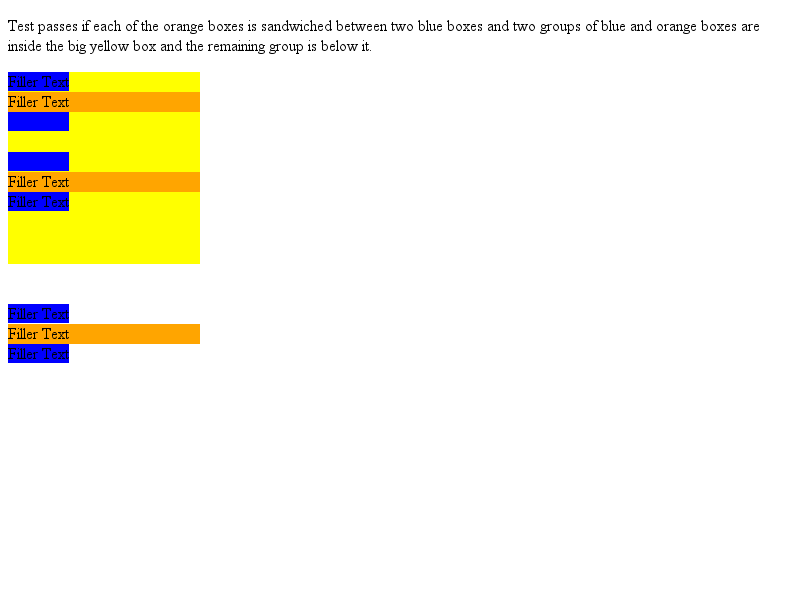 Test passes if each of the orange boxes is sandwiched between two blue boxes and two groups of blue and orange boxes are
inside the big yellow box and the remaining group is below it.
Filler Text
Filler Text
Filler Text
Filler Text
Filler Text
Filler Text
Filler Text